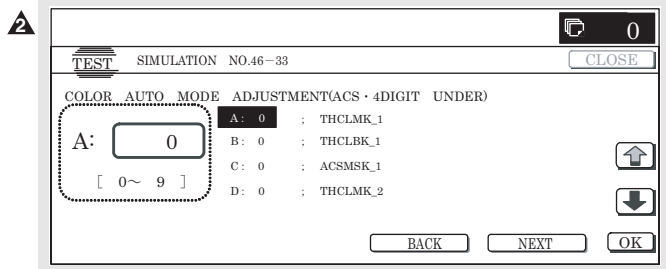 2
0
TEST SIMULATION NO.46-33 CLOSE
COLOR AUTO MODE ADJUSTMENT(ACS・4DIGIT UNDER)
A: 0
[ 0~ 9 ]
A: 0 ; THCLMK_1
B: 0 ; THCLBK_1
C: 0 ; ACSMSK_1
D: 0 ; THCLMK_2
BACK NEXT OK